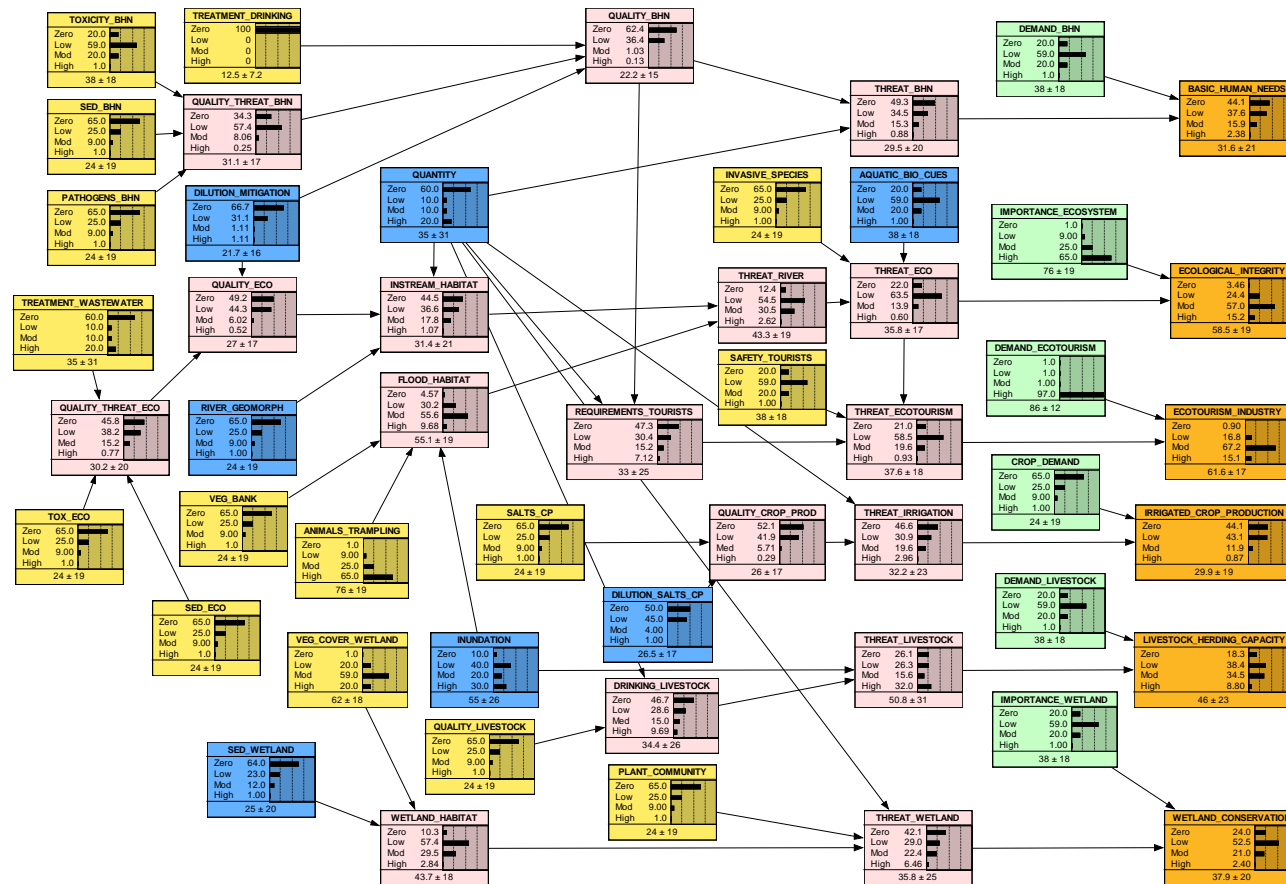 TOXICITY_BHN
Zero 20.0
Low 59.0
Mod 20.0
High 1.0
38 ± 18
TREATMENT_DRINKING
Zero 100
Low 0
Mod 0
High 0
12.5 ± 7.2
QUALITY_BHN
Zero 62.4
Low 36.4
Mod 1.03
High 0.13
22.2 ± 15
DEMAND_BHN
Zero 20.0
Low 59.0
Mod 20.0
High 1.0
38 ± 18
SED_BHN
Zero 65.0
Low 25.0
Mod 9.00
High 1.0
24 ± 19
QUALITY_THREAT_BHN
Zero 34.3
Low 57.4
Mod 8.06
High 0.25
31.1 ± 17
THREAT_BHN
Zero 49.3
Low 34.5
Mod 15.3
High 0.88
29.5 ± 20
BASIC_HUMAN_NEEDS
Zero 44.1
Low 37.6
Mod 15.9
High 2.38
31.6 ± 21
PATHOGENS_BHN
Zero 65.0
Low 25.0
Mod 9.00
High 1.0
24 ± 19
DILUTION_MITIGATION
Zero 66.7
Low 31.1
Mod 1.11
High 1.11
21.7 ± 16
QUANTITY
Zero 60.0
Low 10.0
Mod 10.0
High 20.0
35 ± 31
INVASIVE_SPECIES
Zero 65.0
Low 25.0
Mod 9.00
High 1.00
24 ± 19
AQUATIC_BIO_CUES
Zero 20.0
Low 59.0
Mod 20.0
High 1.00
38 ± 18
IMPORTANCE_ECOSYSTEM
Zero 1.0
Low 9.00
Mod 25.0
High 65.0
76 ± 19
TREATMENT_WASTEWATER
Zero 60.0
Low 10.0
Mod 10.0
High 20.0
35 ± 31
QUALITY_ECO
Zero 49.2
Low 44.3
Mod 6.02
High 0.52
27 ± 17
INSTREAM_HABITAT
Zero 44.5
Low 36.6
Mod 17.8
High 1.07
31.4 ± 21
THREAT_RIVER
Zero 12.4
Low 54.5
Mod 30.5
High 2.62
43.3 ± 19
THREAT_ECO
Zero 22.0
Low 63.5
Mod 13.9
High 0.60
35.8 ± 17
ECOLOGICAL_INTEGRITY
Zero 3.46
Low 24.4
Mod 57.0
High 15.2
58.5 ± 19
QUALITY_THREAT_ECO
Zero 45.8
Low 38.2
Med 15.2
High 0.77
30.2 ± 20
RIVER_GEOMORPH
Zero 65.0
Low 25.0
Mod 9.00
High 1.00
24 ± 19
FLOOD_HABITAT
Zero 4.57
Low 30.2
Mod 55.6
High 9.68
55.1 ± 19
SAFETY_TOURISTS
Zero 20.0
Low 59.0
Mod 20.0
High 1.00
38 ± 18
DEMAND_ECOTOURISM
Zero 1.0
Low 1.0
Mod 1.00
High 97.0
86 ± 12
REQUIREMENTS_TOURISTS
Zero 47.3
Low 30.4
Mod 15.2
High 7.12
33 ± 25
THREAT_ECOTOURISM
Zero 21.0
Low 58.5
Mod 19.6
High 0.93
37.6 ± 18
ECOTOURISM_INDUSTRY
Zero 0.90
Low 16.8
Mod 67.2
High 15.1
61.6 ± 17
TOX_ECO
Zero 65.0
Low 25.0
Mod 9.00
High 1.00
24 ± 19
VEG_BANK
Zero 65.0
Low 25.0
Mod 9.00
High 1.0
24 ± 19
ANIMALS_TRAMPLING
Zero 1.0
Low 9.00
Mod 25.0
High 65.0
76 ± 19
SALTS_CP
Zero 65.0
Low 25.0
Mod 9.00
High 1.00
24 ± 19
QUALITY_CROP_PROD
Zero 52.1
Low 41.9
Mod 5.71
High 0.29
26 ± 17
THREAT_IRRIGATION
Zero 46.6
Low 30.9
Mod 19.6
High 2.96
32.2 ± 23
CROP_DEMAND
Zero 65.0
Low 25.0
Mod 9.00
High 1.00
24 ± 19
IRRIGATED_CROP_PRODUCTION
Zero 44.1
Low 43.1
Mod 11.9
High 0.87
29.9 ± 19
SED_ECO
Zero 65.0
Low 25.0
Mod 9.00
High 1.0
24 ± 19
VEG_COVER_WETLAND
Zero 1.0
Low 20.0
Mod 59.0
High 20.0
62 ± 18
INUNDATION
Zero 10.0
Low 40.0
Mod 20.0
High 30.0
55 ± 26
DILUTION_SALTS_CP
Zero 50.0
Low 45.0
Mod 4.00
High 1.00
26.5 ± 17
DEMAND_LIVESTOCK
Zero 20.0
Low 59.0
Mod 20.0
High 1.0
38 ± 18
THREAT_LIVESTOCK
Zero 26.1
Low 26.3
Mod 15.6
High 32.0
50.8 ± 31
LIVESTOCK_HERDING_CAPACITY
Zero 18.3
Low 38.4
Mod 34.5
High 8.80
46 ± 23
DRINKING_LIVESTOCK
Zero 46.7
Low 28.6
Med 15.0
High 9.69
34.4 ± 26
QUALITY_LIVESTOCK
Zero 65.0
Low 25.0
Mod 9.00
High 1.0
24 ± 19
IMPORTANCE_WETLAND
Zero 20.0
Low 59.0
Mod 20.0
High 1.00
38 ± 18
SED_WETLAND
Zero 64.0
Low 23.0
Mod 12.0
High 1.00
25 ± 20
PLANT_COMMUNITY
Zero 65.0
Low 25.0
Mod 9.00
High 1.0
24 ± 19
WETLAND_HABITAT
Zero 10.3
Low 57.4
Mod 29.5
High 2.84
43.7 ± 18
THREAT_WETLAND
Zero 42.1
Low 29.0
Mod 22.4
High 6.46
35.8 ± 25
WETLAND_CONSERVATION
Zero 24.0
Low 52.5
Mod 21.0
High 2.40
37.9 ± 20